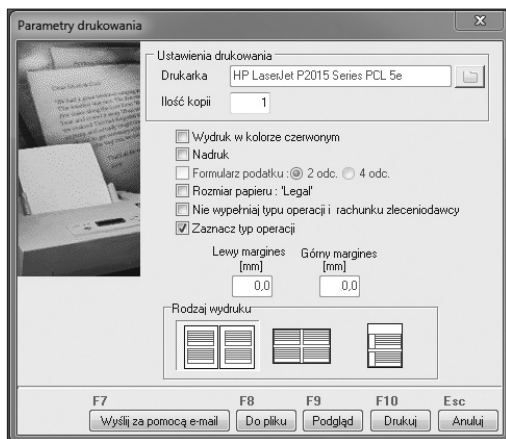 Parametry drukowania
Ustawienia drukowania
Drukarka HP LaserJet P2015 Series PCL 5e
Ilość kopii 1
Wydruk w kolorze czerwonym
Nadruk
Formularz podatku : 2 odc. 4 odc.
Rozmiar papieru : 'Legal'
Nie wypełniaj typu operacji i rachunku zleceniodawcy
Zaznacz typ operacji
Lewy margines Górny margines
[mm] [mm]
0,0 0,0
Rodzaj wydruku
F7 F8 F9 F10 Esc
Wyślij za pomocą e-mail Do pliku Podgląd Drukuj Anuluj